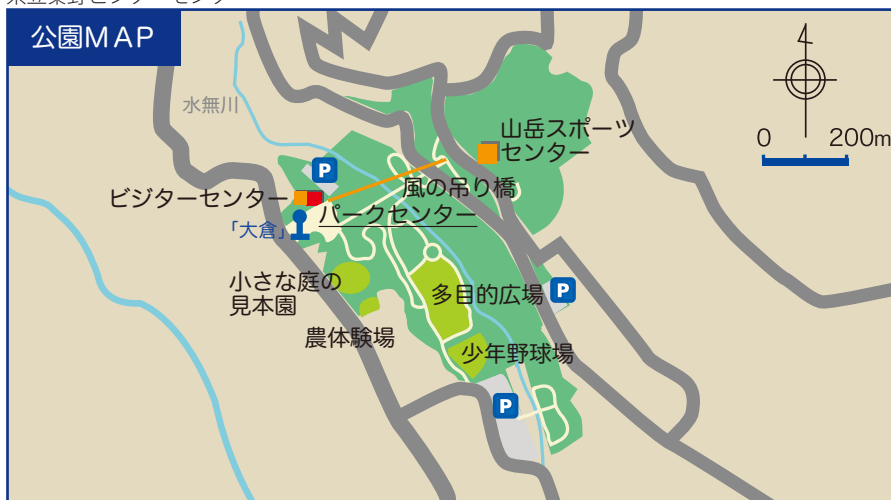 公園MAP
水無川
0 200m
山岳スポーツ
センター
P
風の吊り橋
ビジターセンター
パークセンター
「大倉」
小さな庭の
見本園
多目的広場
P
農体験場
少年野球場
P